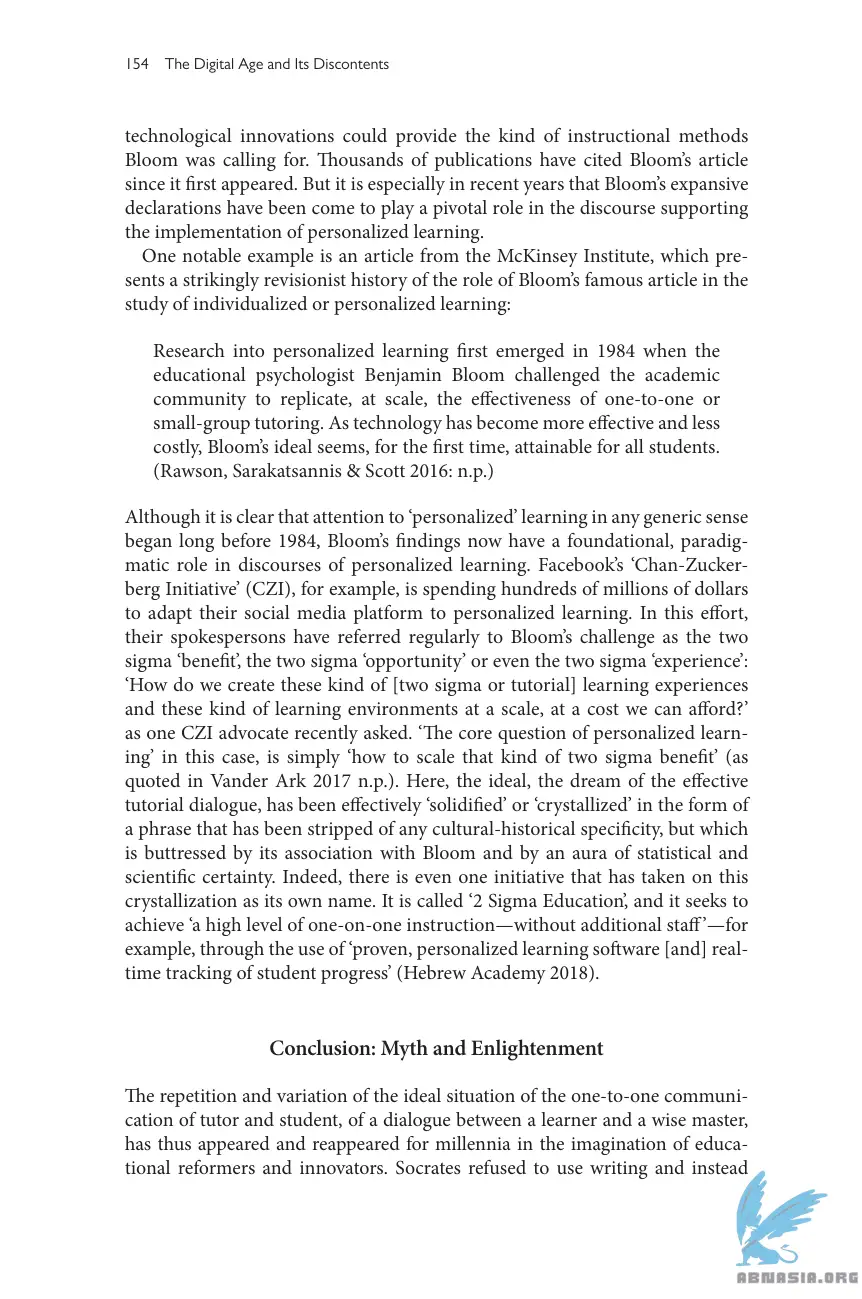 154 The Digital Age and Its Discontents
technological innovations could provide the kind of instructional methods
Bloom was calling for. Thousands of publications have cited Bloom’s article
since it first appeared. But it is especially in recent years that Bloom’s expansive
declarations have been come to play a pivotal role in the discourse supporting
the implementation of personalized learning.
One notable example is an article from the McKinsey Institute, which pre-
sents a strikingly revisionist history of the role of Bloom’s famous article in the
study of individualized or personalized learning:
Research into personalized learning first emerged in 1984 when the
educational psychologist Benjamin Bloom challenged the academic
community to replicate, at scale, the effectiveness of one-to-one or
small-group tutoring. As technology has become more effective and less
costly, Bloom’s ideal seems, for the first time, attainable for all students.
(Rawson, Sarakatsannis & Scott 2016: n.p.)
Although it is clear that attention to ‘personalized’ learning in any generic sense
began long before 1984, Bloom’s findings now have a foundational, paradig-
matic role in discourses of personalized learning. Facebook’s ‘Chan-Zucker-
berg Initiative’ (CZI), for example, is spending hundreds of millions of dollars
to adapt their social media platform to personalized learning. In this effort,
their spokespersons have referred regularly to Bloom’s challenge as the two
sigma ‘benefit’, the two sigma ‘opportunity’ or even the two sigma ‘experience’:
‘How do we create these kind of [two sigma or tutorial] learning experiences
and these kind of learning environments at a scale, at a cost we can afford?’
as one CZI advocate recently asked. ‘The core question of personalized learn-
ing’ in this case, is simply ‘how to scale that kind of two sigma benefit’ (as
quoted in Vander Ark 2017 n.p.). Here, the ideal, the dream of the effective
tutorial dialogue, has been effectively ‘solidified’ or ‘crystallized’ in the form of
a phrase that has been stripped of any cultural-historical specificity, but which
is buttressed by its association with Bloom and by an aura of statistical and
scientific certainty. Indeed, there is even one initiative that has taken on this
crystallization as its own name. It is called ‘2 Sigma Education’, and it seeks to
achieve ‘a high level of one-on-one instruction—without additional staff’—for
example, through the use of ‘proven, personalized learning software [and] real-
time tracking of student progress’ (Hebrew Academy 2018).
Conclusion: Myth and Enlightenment
The repetition and variation of the ideal situation of the one-to-one communi-
cation of tutor and student, of a dialogue between a learner and a wise master,
has thus appeared and reappeared for millennia in the imagination of educa-
tional reformers and innovators. Socrates refused to use writing and instead
ABNASIA.ORG